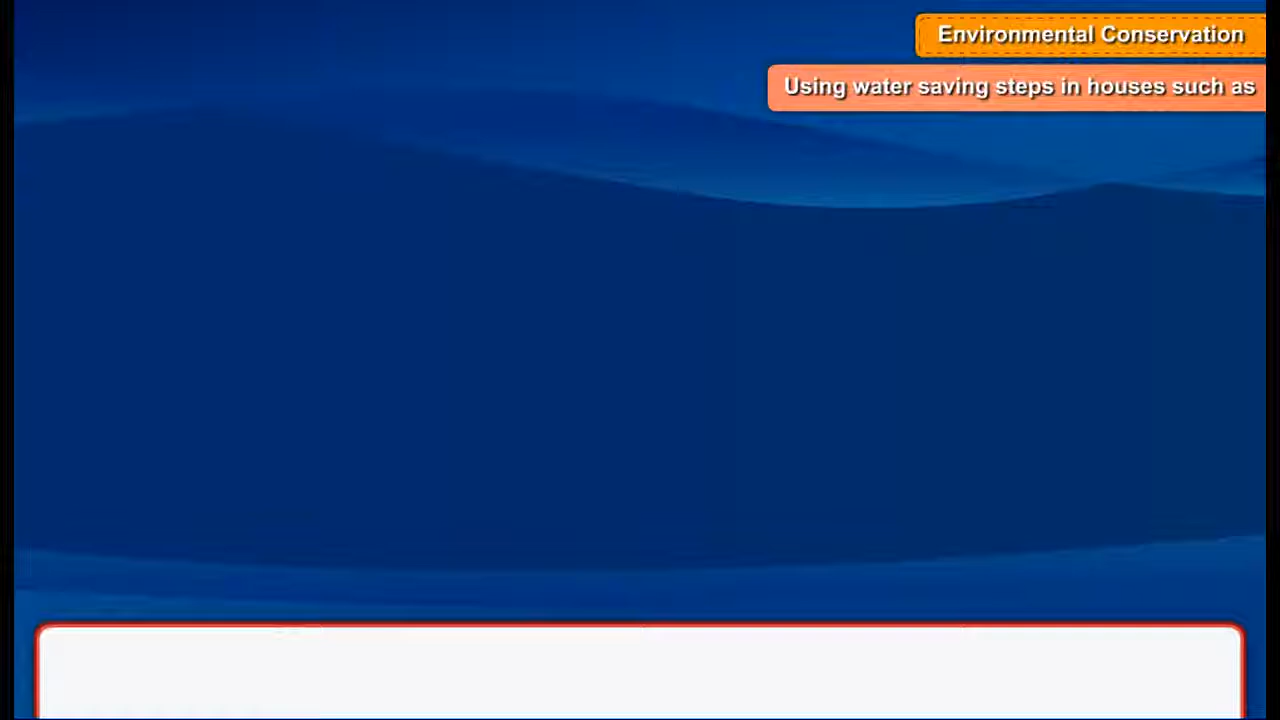 Environmental Conservation
Using water saving steps in houses such as